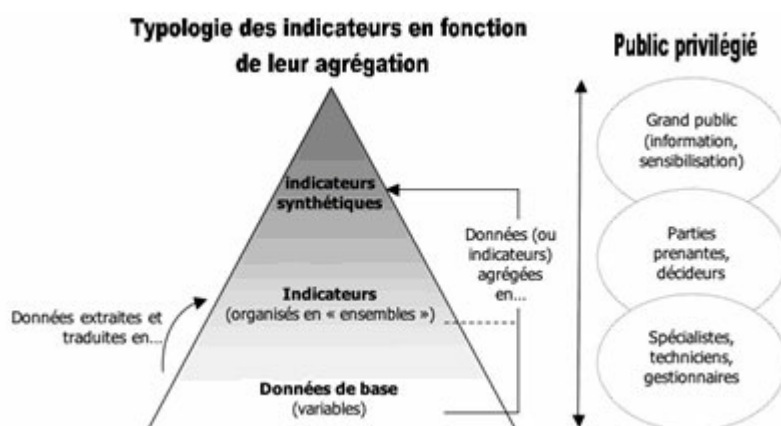 Typologie des indicateurs en fonction
de leur agrégation
Public privilégié
indicateurs
synthétiques
Indicateurs
(organisés en « ensembles »)
Données de base
(variables)
Données extraites et
traduites en...
Données (ou
indicateurs)
agrégées
en...
Grand public
(information,
sensibilisation)
Parties
prenantes,
décideurs
Spécialistes,
techniciens,
gestionnaires